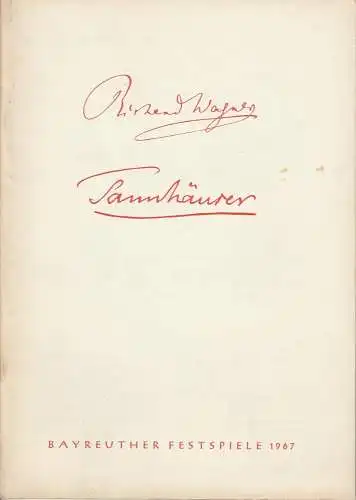 Richard Wagner
Tannhäuser
BAYREUTHER FESTSPIELE 1967